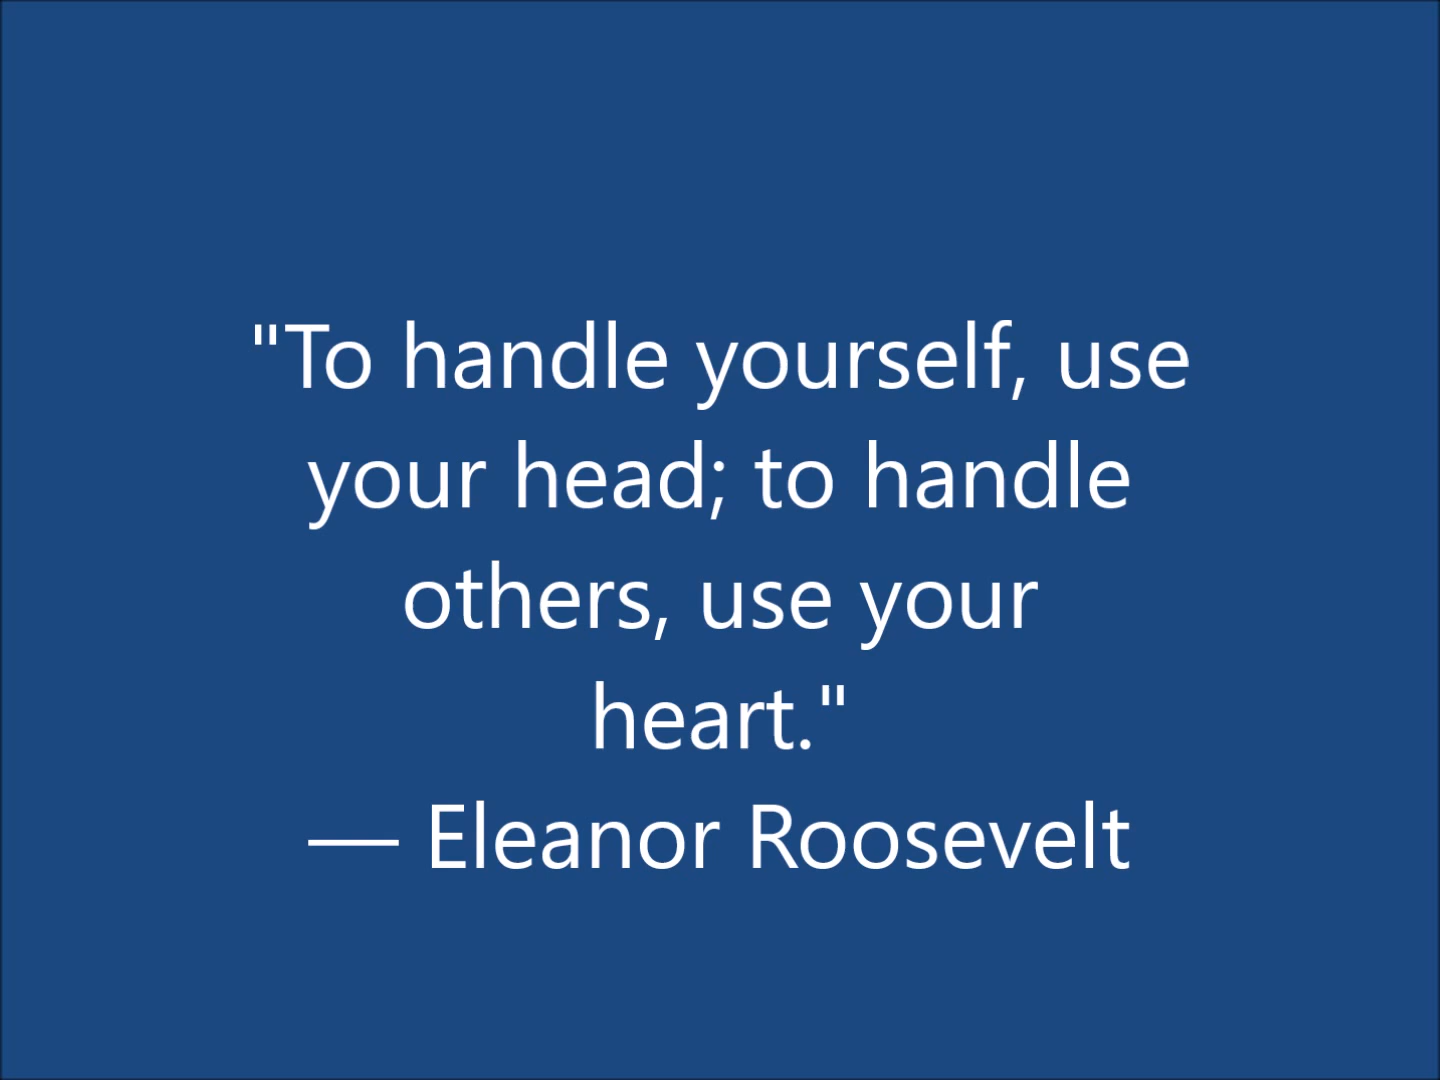 "To handle yourself, use
your head; to handle
others, use your
heart."
— Eleanor Roosevelt